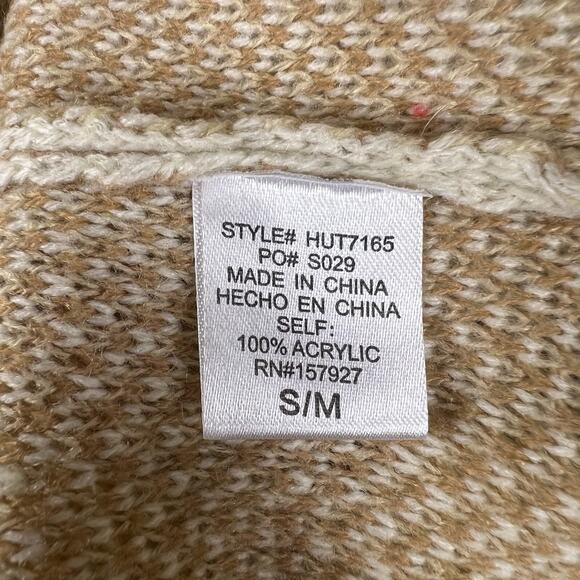 STYLE# HUT7165
PO# S029
MADE IN CHINA
HECHO EN CHINA
SELF:
100% ACRYLIC
RN#157927
S/M